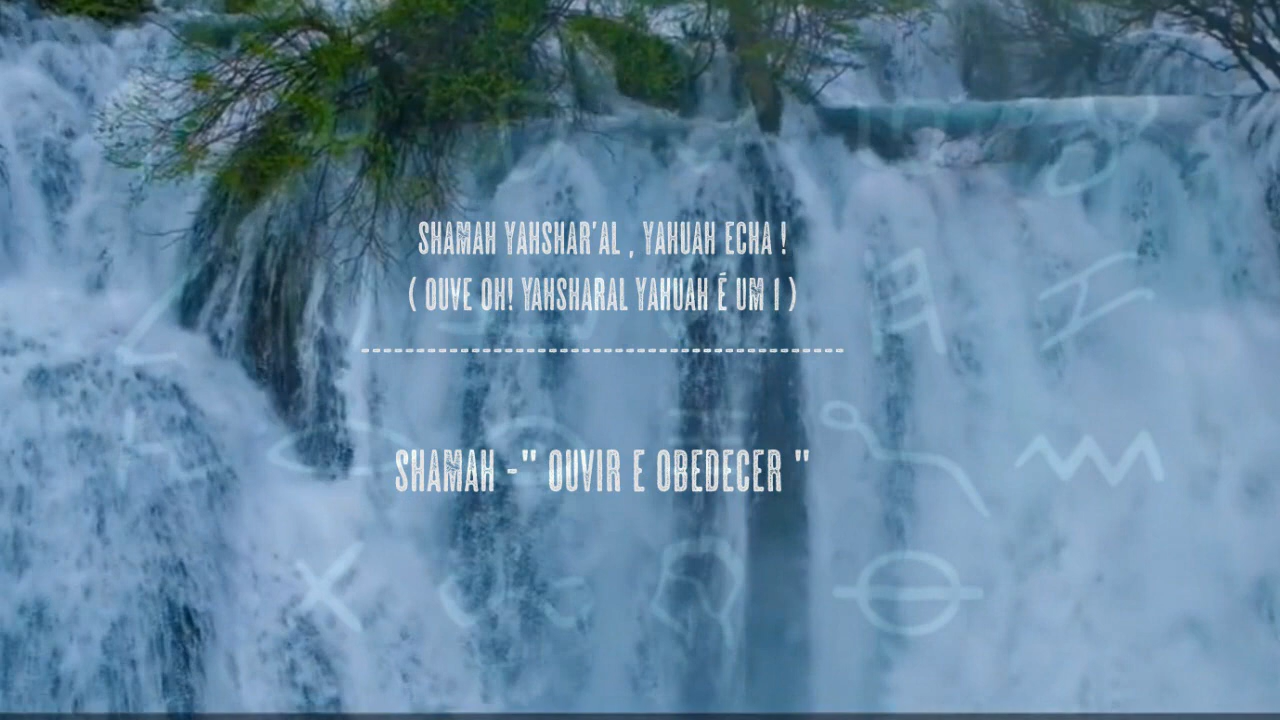 SHAMAH YAHSHAR'AL , YAHUAH ECHA !
( OUVE OH! YAHSHARAL YAHUAH É UM I )
--------------------------------------------
SHAMAH -" OUVIR E OBEDECER "